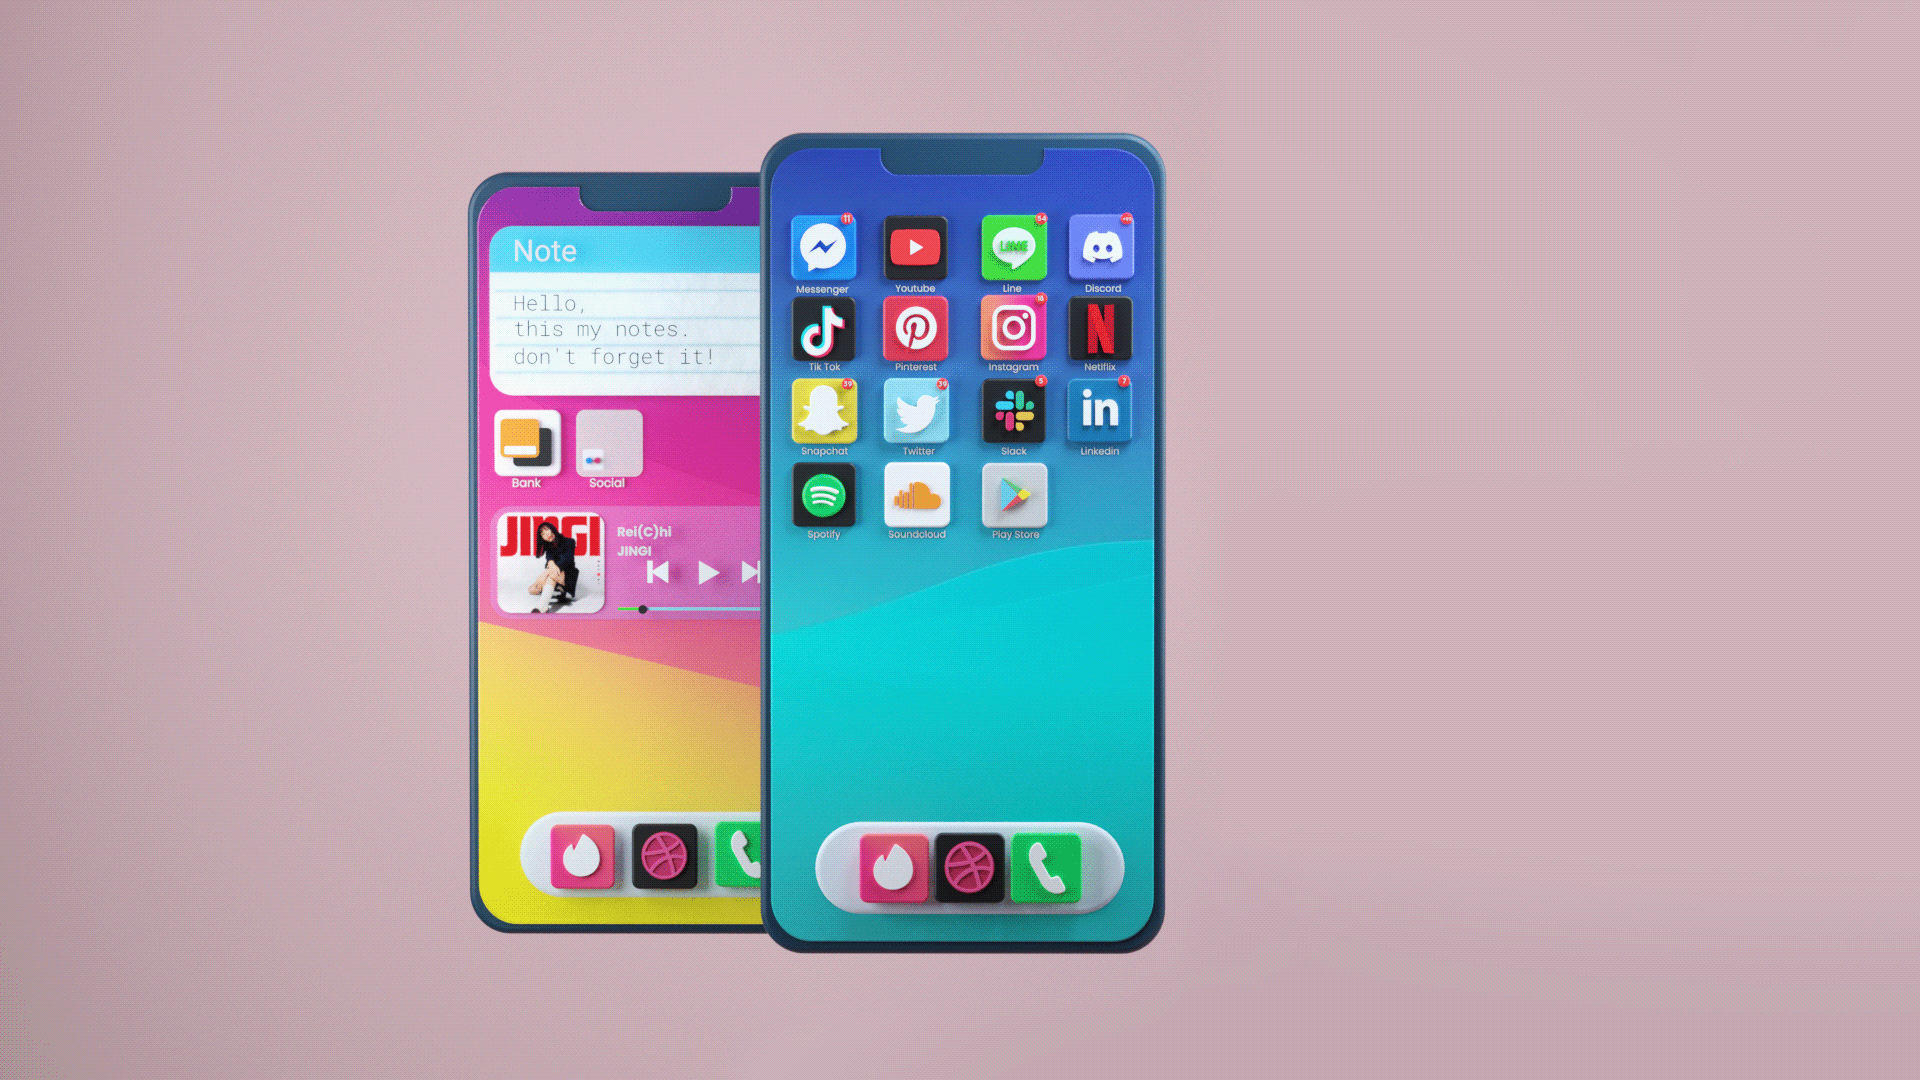 Note
Hello,
this my notes.
don't forget it!
Bank
Social
JINGI
Rei(C)hi
JINGI
11
54
Messenger
Youtube
LINE
Line
Discord
16
Tik Tok
Pinterest
Instagram
Netlflix
39
39
5
7
in
Snapchat
Twitter
Slack
Linkedin
Spotify
Soundcloud
Play Store